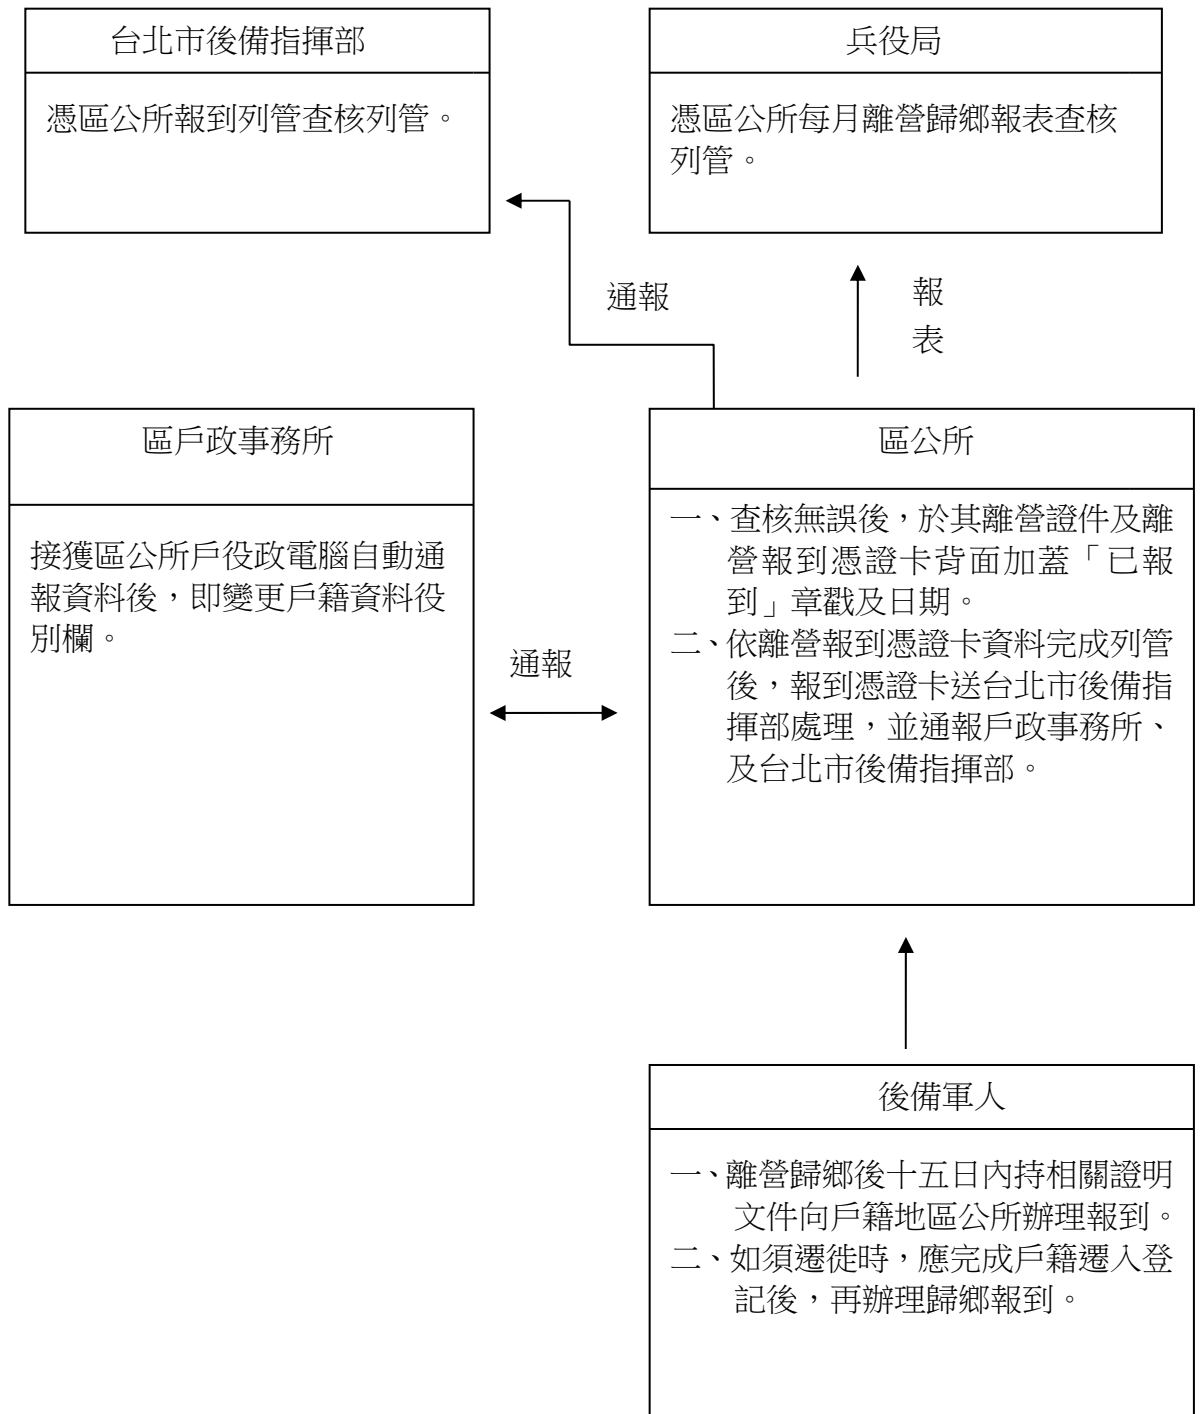 台北市後備指揮部
憑區公所報到列管查核列管。
兵役局
憑區公所每月離營歸鄉報表查核
列管。
通報
報
表
區戶政事務所
接獲區公所戶役政電腦自動通
報資料後，即變更戶籍資料役
別欄。
通報
區公所
一、查核無誤後，於其離營證件及離
營報到憑證卡背面加蓋「已報
到」章戳及日期。
二、依離營報到憑證卡資料完成列管
後，報到憑證卡送台北市後備指
揮部處理，並通報戶政事務所、
及台北市後備指揮部。
後備軍人
一、離營歸鄉後十五日內持相關證明
文件向戶籍地區公所辦理報到。
二、如須遷徙時，應完成戶籍遷入登
記後，再辦理歸鄉報到。